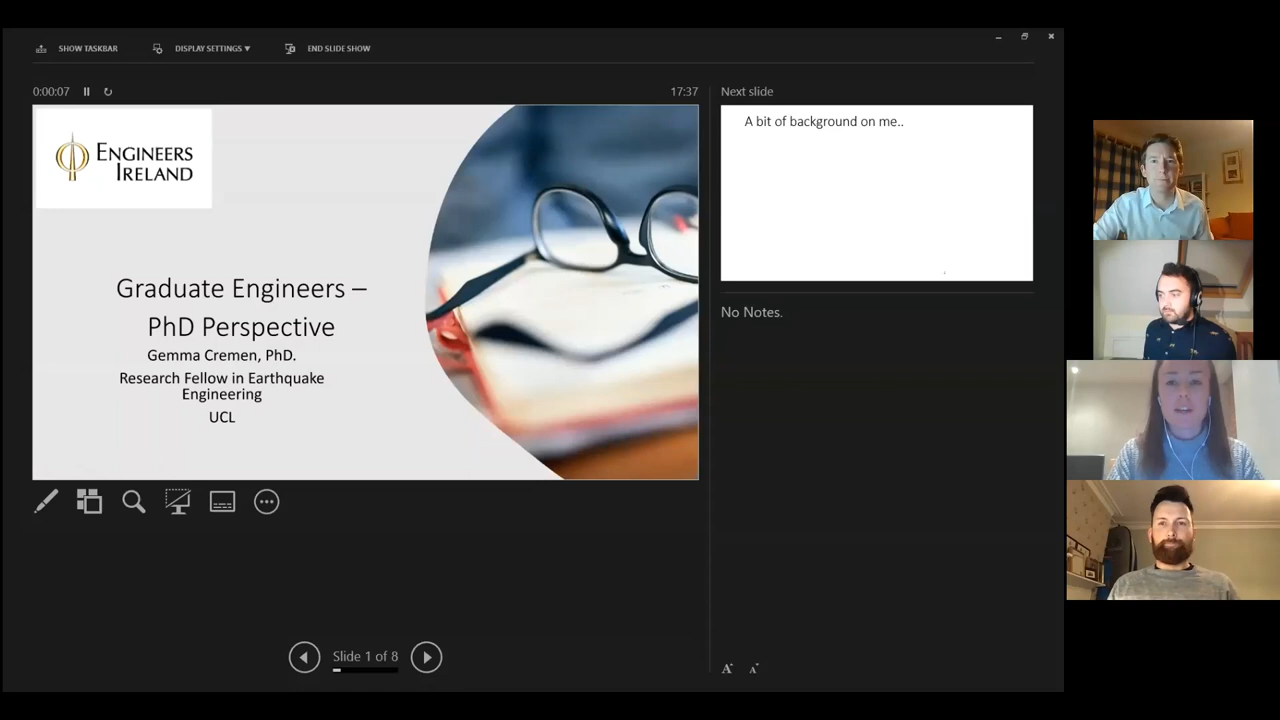 SHOW TASKBAR
DISPLAY SETTINGS ▼
END SLIDE SHOW
0:00:07
17:37
ENGINEERS
IRELAND
Graduate Engineers –
PhD Perspective
Gemma Cremen, PhD.
Research Fellow in Earthquake
Engineering
UCL
Slide 1 of 8
Next slide
A bit of background on me..
No Notes.
A A